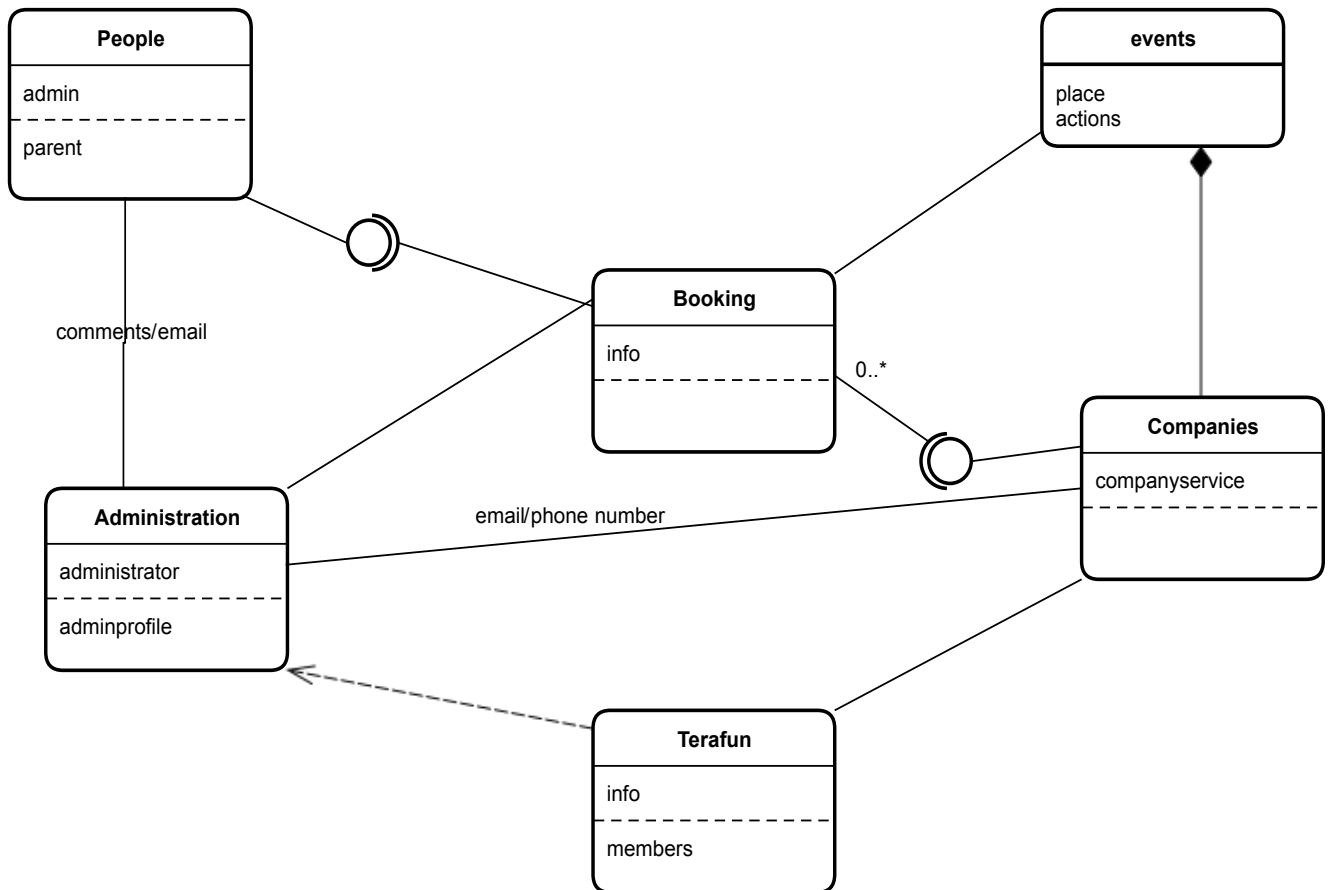 People
admin
parent
events
place
actions
comments/email
Booking
info
0..*
Companies
companyservice
email/phone number
Administration
administrator
adminprofile
Terafun
info
members